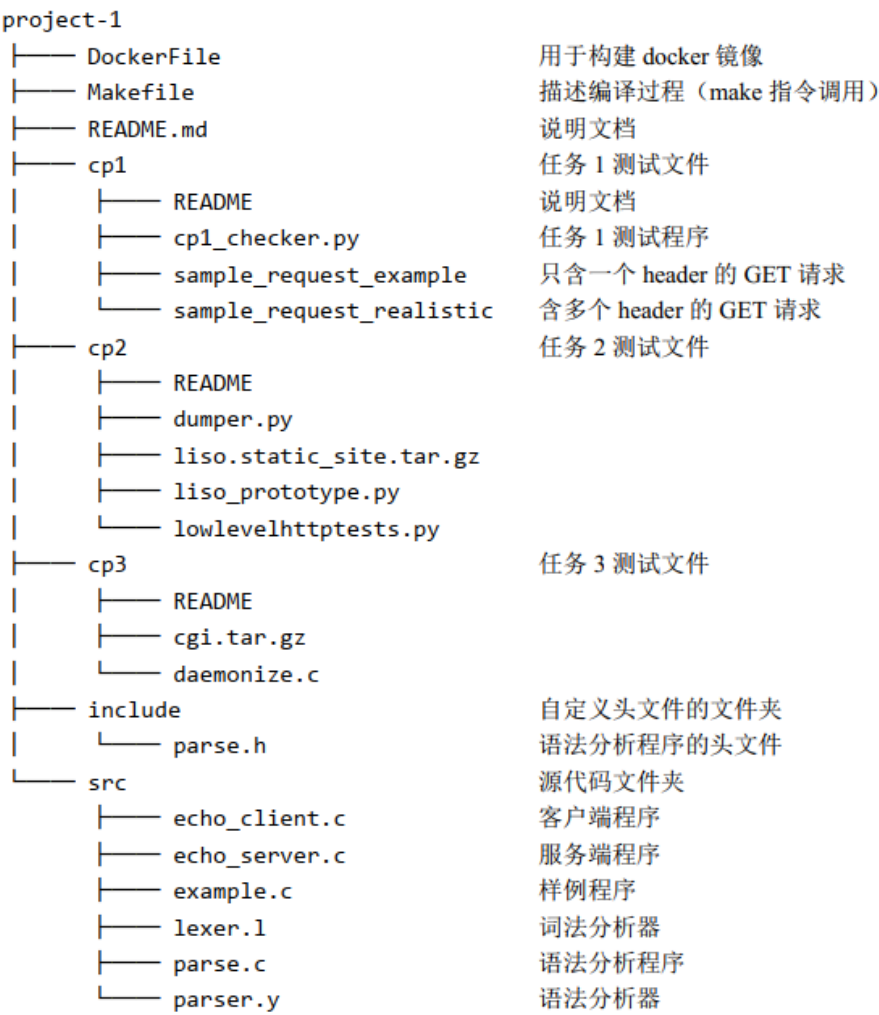 project-1
├── DockerFile 用于构建 docker 镜像
├── Makefile 描述编译过程（make 指令调用）
├── README.md 说明文档
├── cp1 任务 1 测试文件
│ ├── README 说明文档
│ ├── cp1_checker.py 任务 1 测试程序
│ ├── sample_request_example 只含一个 header 的 GET 请求
│ └── sample_request_realistic 含多个 header 的 GET 请求
├── cp2 任务 2 测试文件
│ ├── README
│ ├── dumper.py
│ ├── liso.static_site.tar.gz
│ ├── liso_prototype.py
│ └── lowlevelhttptests.py
├── cp3 任务 3 测试文件
│ ├── README
│ ├── cgi.tar.gz
│ └── daemonize.c
├── include 自定义头文件的文件夹
│ └── parse.h 语法分析程序的头文件
└── src 源代码文件夹
├── echo_client.c 客户端程序
├── echo_server.c 服务端程序
├── example.c 样例程序
├── lexer.l 词法分析器
├── parse.c 语法分析程序
└── parser.y 语法分析器